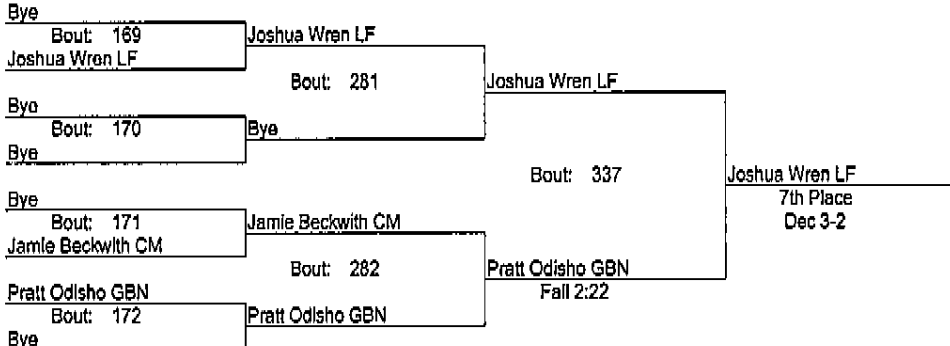 Bye
Bout: 169
Joshua Wren LF
Joshua Wren LF
Bout: 281
Joshua Wren LF
Bye
Bout: 170
Bye
Bye
Bout: 337
Joshua Wren LF
7th Place
Dec 3-2
Bye
Bout: 171
Jamie Beckwith CM
Jamie Beckwith CM
Bout: 282
Pratt Odisho GBN
Fall 2:22
Pratt Odisho GBN
Bout: 172
Pratt Odisho GBN
Bye